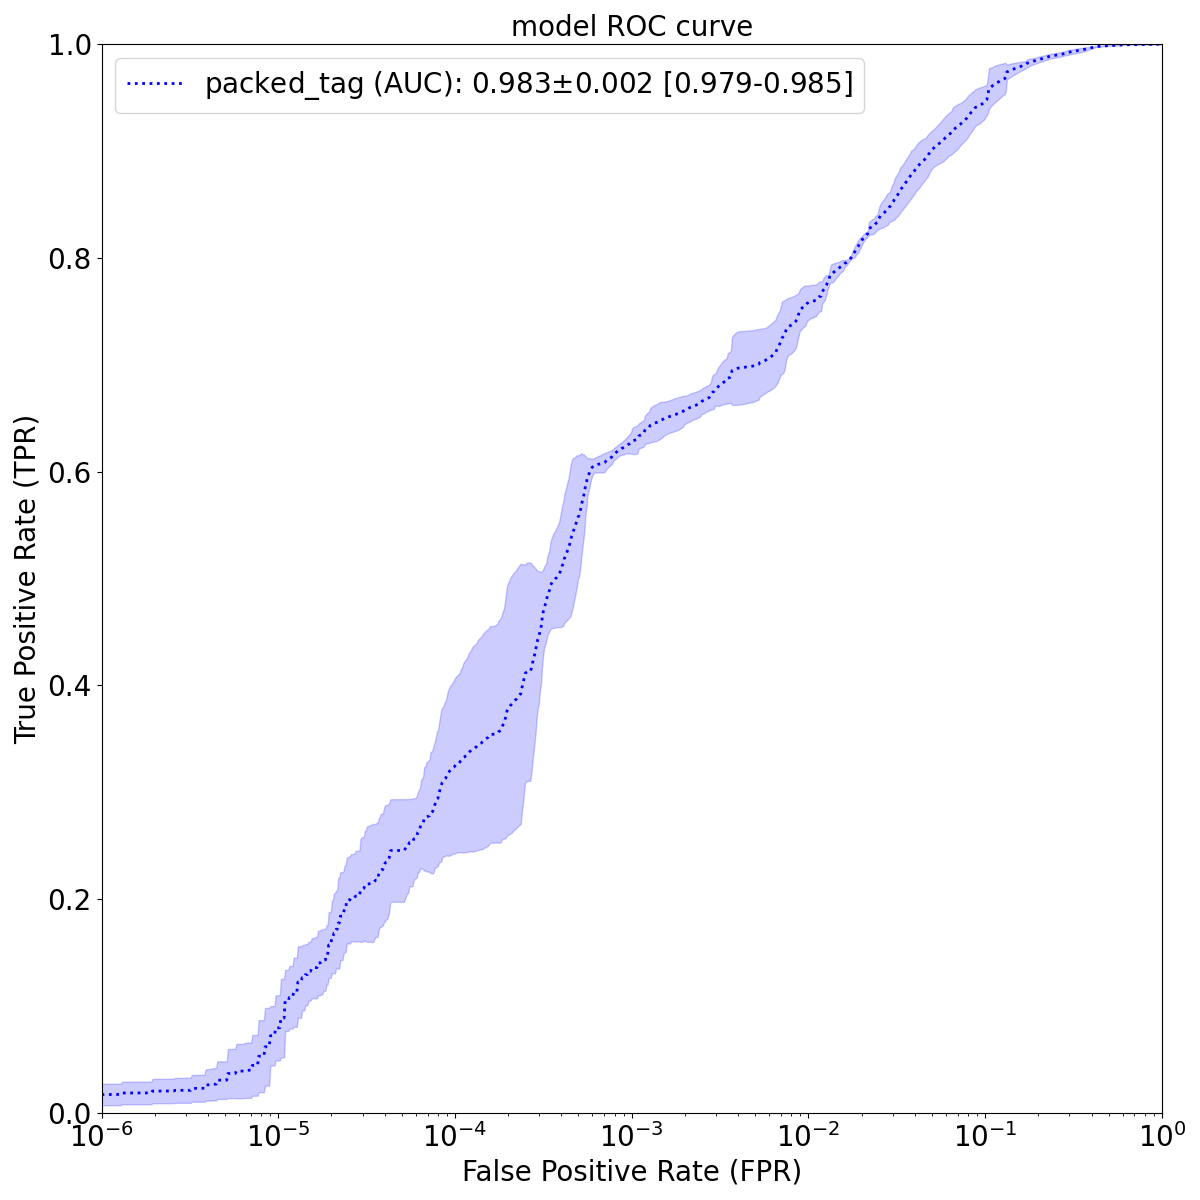 model ROC curve
packed_tag (AUC): 0.983±0.002 [0.979-0.985]
1.0
0.8
0.6
0.4
0.2
0.0
True Positive Rate (TPR)
10⁻⁶ 10⁻⁵ 10⁻⁴ 10⁻³ 10⁻² 10⁻¹ 10⁰
False Positive Rate (FPR)